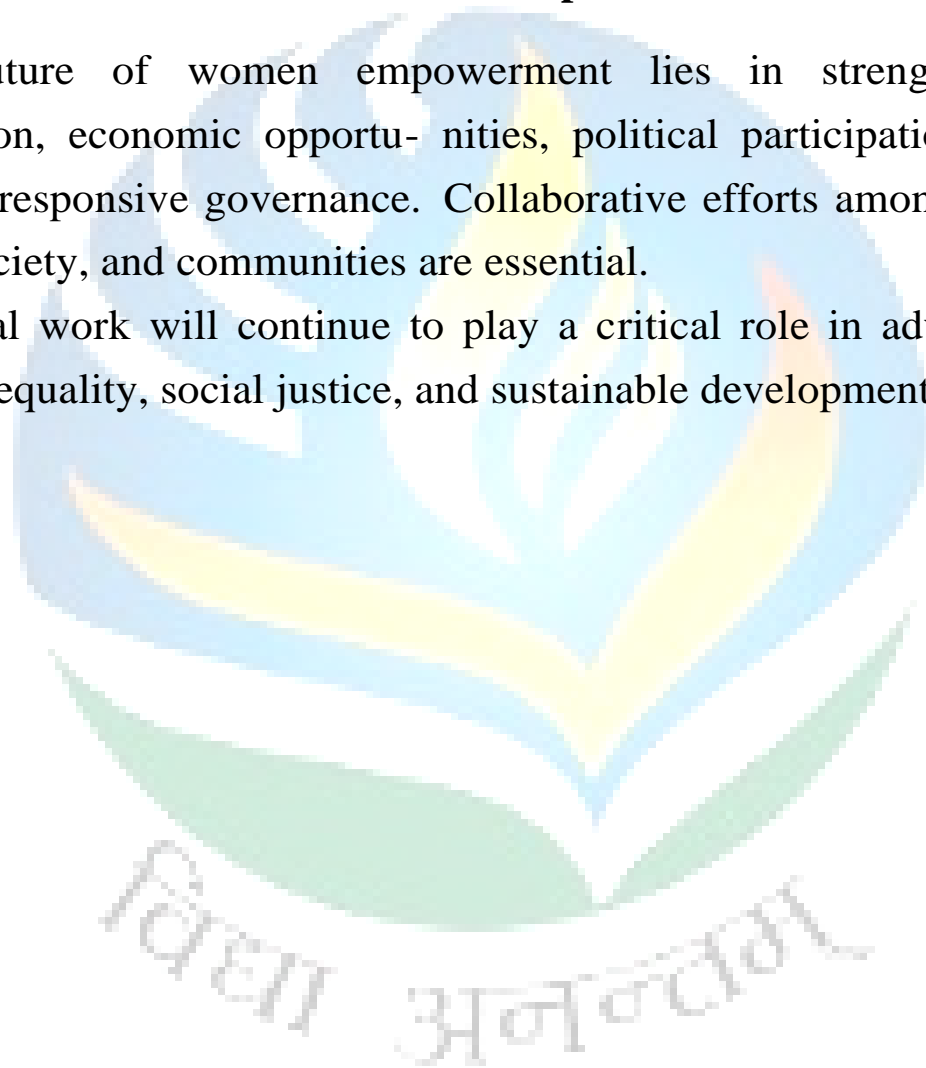 uture of women empowerment lies in streng
on, economic opportu- nities, political participatio
responsive governance. Collaborative efforts amon
ciety, and communities are essential.
al work will continue to play a critical role in adv
equality, social justice, and sustainable development
विद्या अनन्तम्